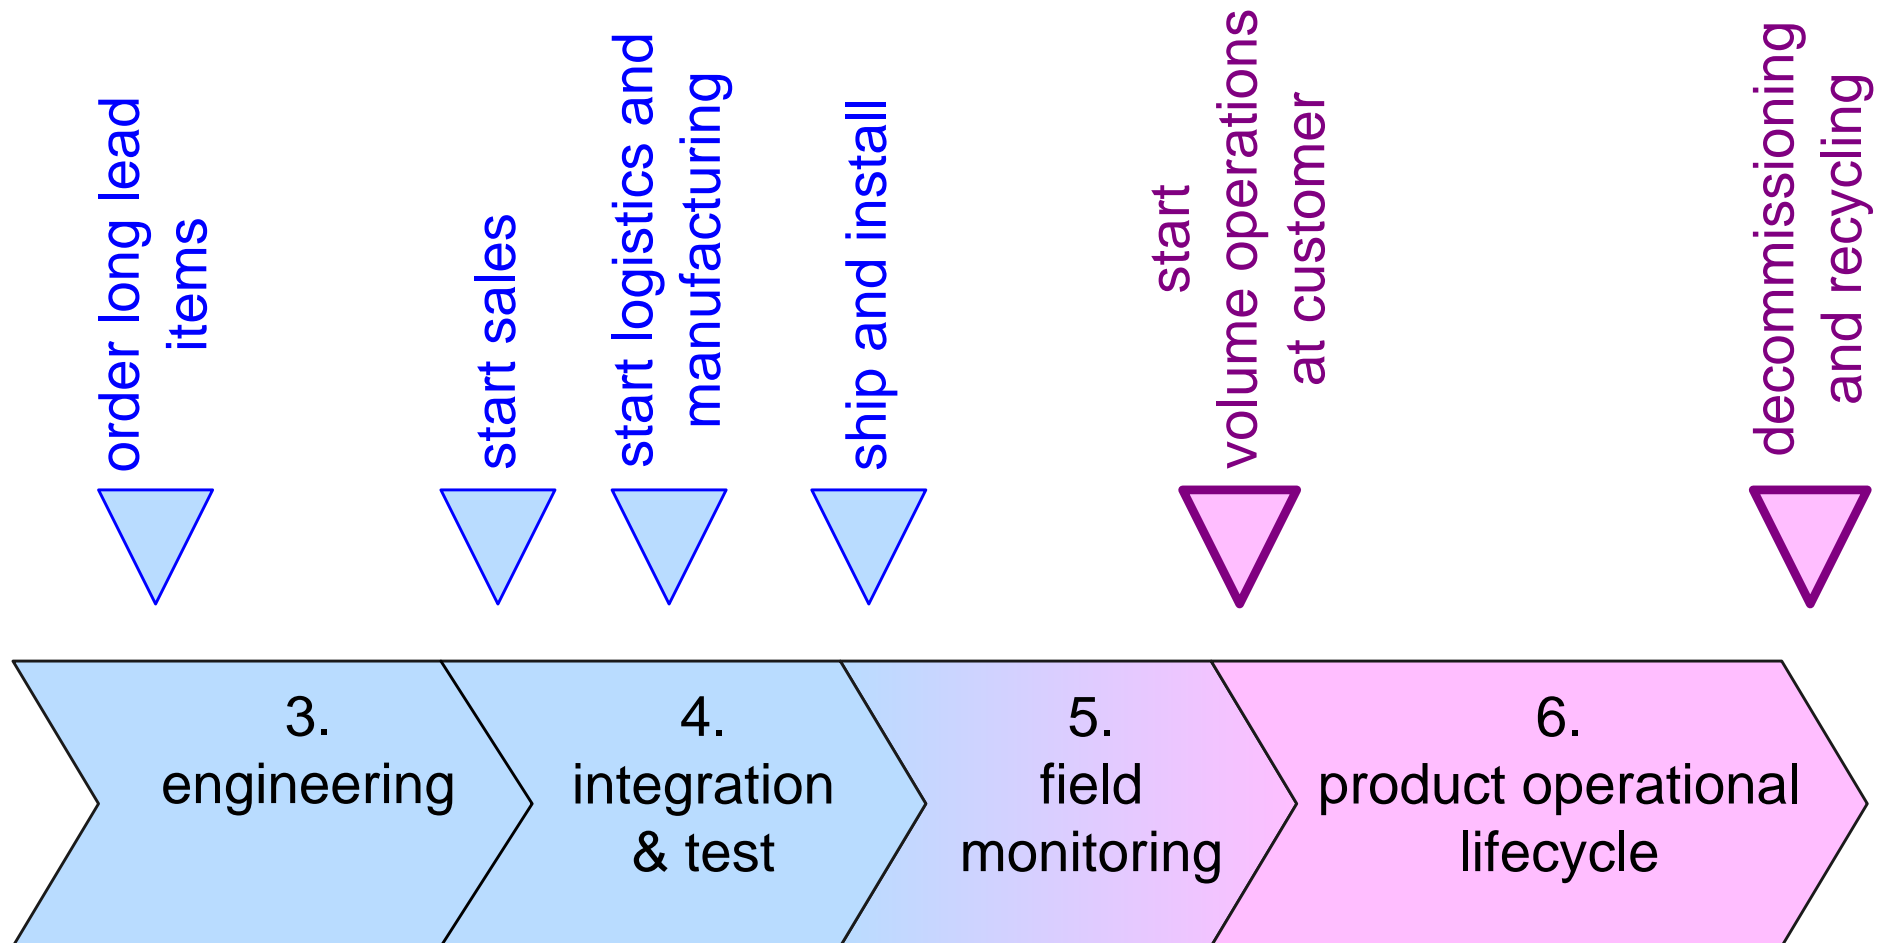 order long lead
items
start sales
start logistics and
manufacturing
ship and install
start
volume operations
at customer
decommissioning
and recycling
3.
engineering
4.
integration
& test
5.
field
monitoring
6.
product operational
lifecycle